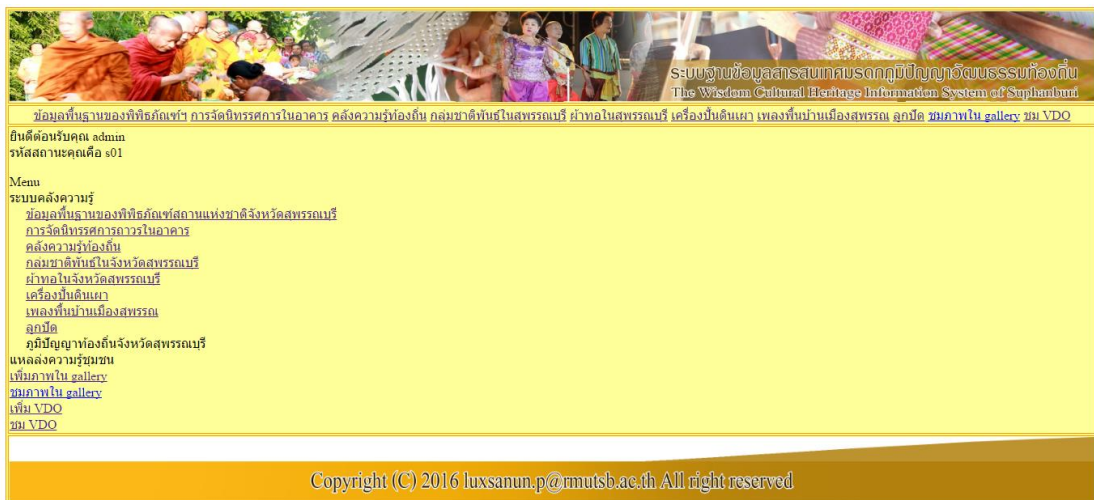 ระบบฐานข้อมูลสารสนเทศมรดกภูมิปัญญาวัฒนธรรมท้องถิ่น
The Wisdom Cultural Heritage Information System of Suphanburi
ข้อมูลพื้นฐานของพิพิธภัณฑ์ฯ การจัดนิทรรศการในอาคาร คลังความรู้ท้องถิ่น กลุ่มชาติพันธ์ในสพรรณบรี ผ้าทอในสุพรรณบุรี เครื่องปั้นดินเผา เพลงพื้นบ้านเมืองสุพรรณ ลูกปัด ชมภาพใน gallery ชม VDO
ยินดีต้อนรับคุณ admin
รหัสสถานะคุณคือ s01
Menu
ระบบคลังความรู้
ข้อมูลพื้นฐานของพิพิธภัณฑ์สถานแห่งชาติจังหวัดสุพรรณบุรี
การจัดนิทรรศการถาวรในอาคาร
คลังความรู้ท้องถิ่น
กลุ่มชาติพันธ์ในจังหวัดสุพรรณบุรี
ผ้าทอในจังหวัดสุพรรณบุรี
เครื่องปั้นดินเผา
เพลงพื้นบ้านเมืองสุพรรณ
ลูกปัด
ภูมิปัญญาท้องถิ่นจังหวัดสุพรรณบุรี
แหล่งความรู้ชุมชน
เพิ่มภาพใน gallery
ชมภาพใน gallery
เพิ่ม VDO
ชม VDO
Copyright (C) 2016 luxsanun.p@rmutsb.ac.th All right reserved